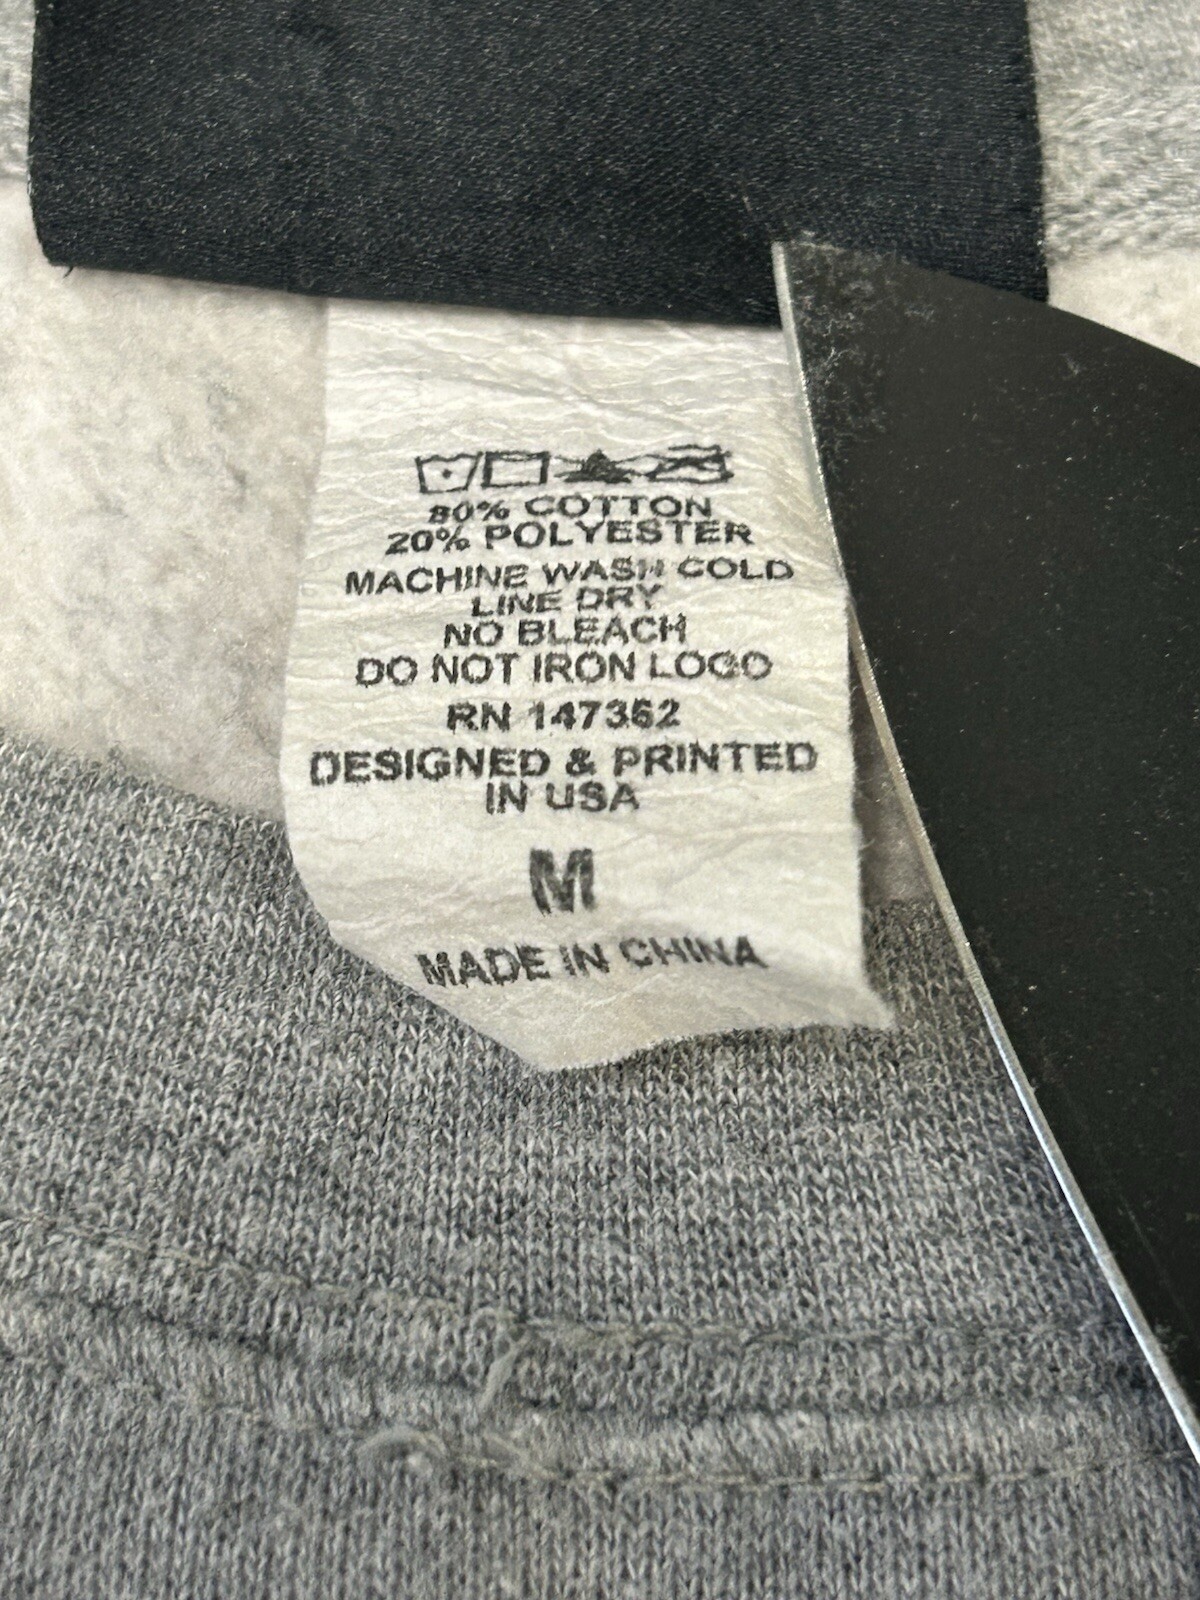 80% COTTON
20% POLYESTER
MACHINE WASH COLD
LINE DRY
NO BLEACH
DO NOT IRON LOGO
RN 147362
DESIGNED & PRINTED
IN USA
M
MADE IN CHINA